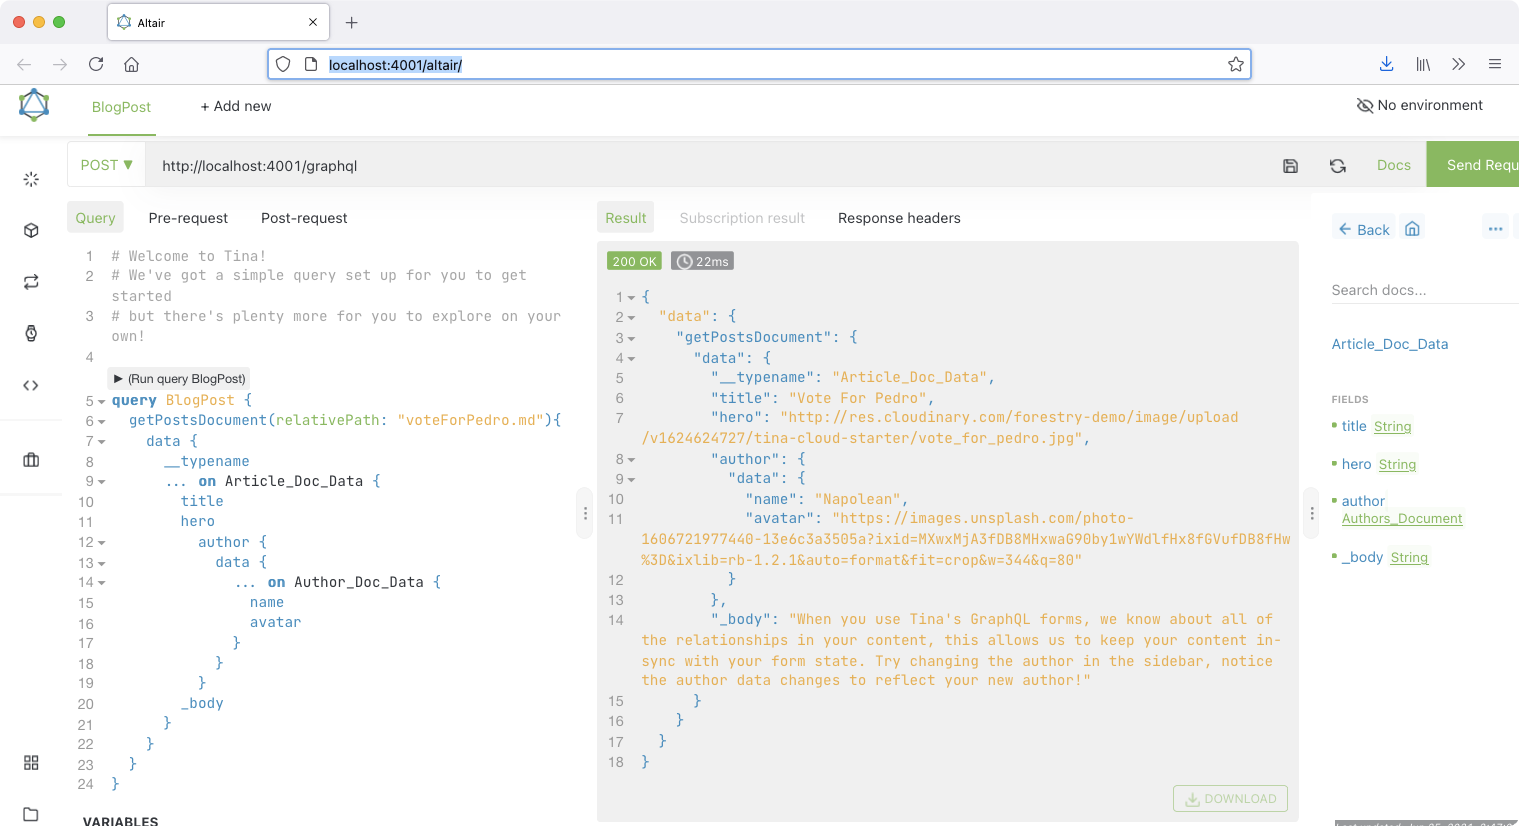 Altair
localhost:4001/altair/
BlogPost
+ Add new
No environment
POST ▼
http://localhost:4001/graphql
Docs
Send Requ
Query
Pre-request
Post-request
1 # Welcome to Tina!
2 # We've got a simple query set up for you to get
started
3 # but there's plenty more for you to explore on your
own!
4
▶ (Run query BlogPost)
5 query BlogPost {
6 getPostsDocument(relativePath: "voteForPedro.md"){
7 data {
8 __typename
9 ... on Article_Doc_Data {
10 title
11 hero
12 author {
13 data {
14 ... on Author_Doc_Data {
15 name
16 avatar
17 }
18 }
19 }
20 _body
21 }
22 }
23 }
24 }
VARIABLES
Result
Subscription result
Response headers
200 OK
22ms
1 {
2 "data": {
3 "getPostsDocument": {
4 "data": {
5 "__typename": "Article_Doc_Data",
6 "title": "Vote For Pedro",
7 "hero": "http://res.cloudinary.com/forestry-demo/image/upload
/v1624624727/tina-cloud-starter/vote_for_pedro.jpg",
8 "author": {
9 "data": {
10 "name": "Napolean",
11 "avatar": "https://images.unsplash.com/photo-
1606721977440-13e6c3a3505a?ixid=MXwxMjA3fDB8MHxwaG90by1wYWdlfHx8fGVufDB8fHw
%3D&ixlib=rb-1.2.1&auto=format&fit=crop&w=344&q=80"
12 }
13 },
14 "_body": "When you use Tina's GraphQL forms, we know about all of
the relationships in your content, this allows us to keep your content in-
sync with your form state. Try changing the author in the sidebar, notice
the author data changes to reflect your new author!"
15 }
16 }
17 }
18 }
DOWNLOAD
Back
Search docs...
Article_Doc_Data
FIELDS
title String
hero String
author
Authors_Document
_body String